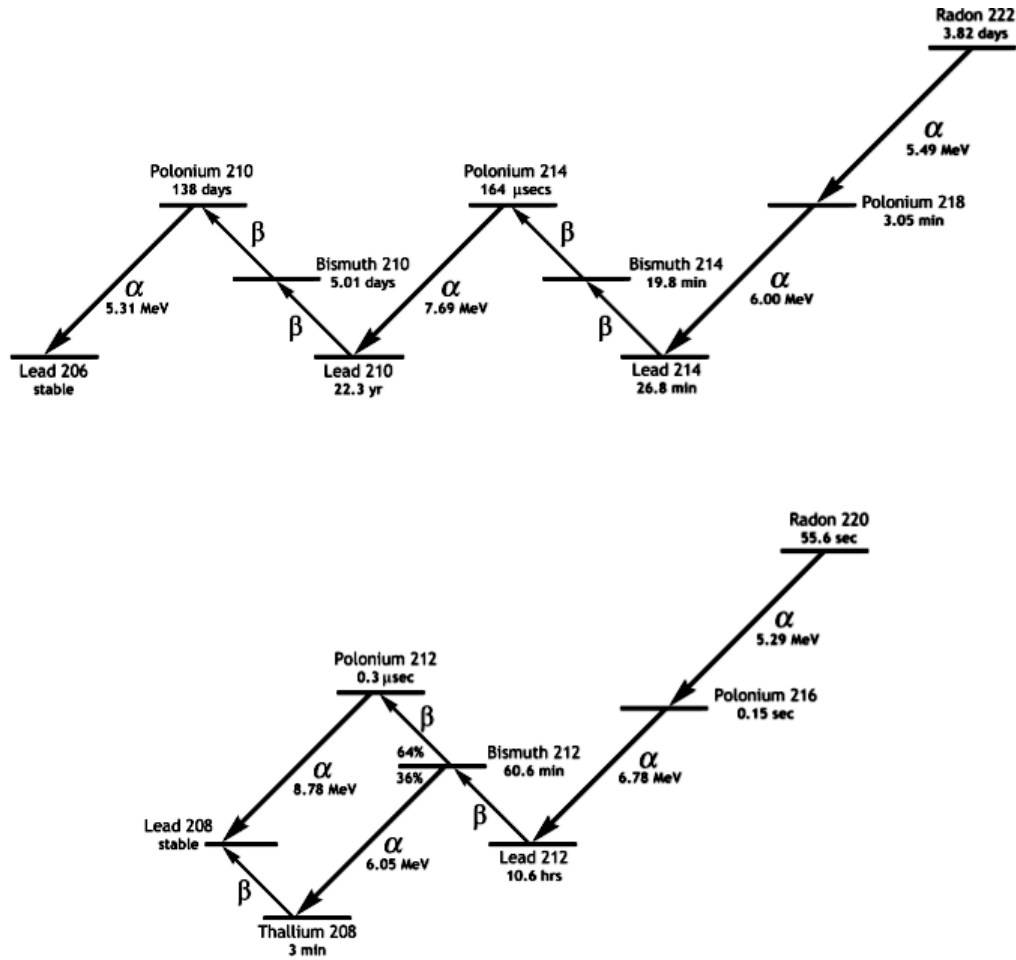 Radon 222
3.82 days
α
5.49 MeV
Polonium 210
138 days
Polonium 214
164 μsecs
Polonium 218
3.05 min
β
β
Bismuth 210
5.01 days
Bismuth 214
19.8 min
α
5.31 MeV
α
7.69 MeV
α
6.00 MeV
β
β
Lead 206
stable
Lead 210
22.3 yr
Lead 214
26.8 min
Radon 220
55.6 sec
α
5.29 MeV
Polonium 212
0.3 μsec
Polonium 216
0.15 sec
β
64%
36%
Bismuth 212
60.6 min
α
8.78 MeV
α
6.78 MeV
β
Lead 208
stable
α
6.05 MeV
Lead 212
10.6 hrs
β
Thallium 208
3 min